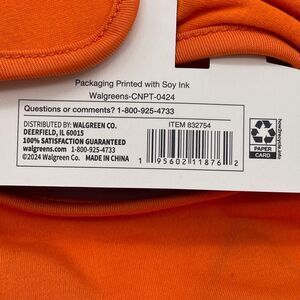 Packaging Printed with Soy Ink
Walgreens-CNPT-0424
Questions or comments? 1-800-925-4733
DISTRIBUTED BY: WALGREEN CO.
DEERFIELD, IL 60015
100% SATISFACTION GUARANTEED
walgreens.com 1-800-925-4733
©2024 Walgreen Co. MADE IN CHINA
ITEM 832754
1 95602 11876 2
how2recycle.info
PAPER
CARD